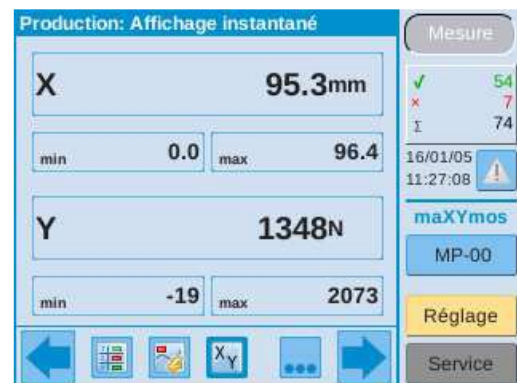 Production: Affichage instantané
X 95.3mm
min 0.0 max 96.4
Y 1348N
min -19 max 2073
XY
...
Mesure
✓ 54
× 7
Σ 74
16/01/05
11:27:08
maXYmos
MP-00
Réglage
Service